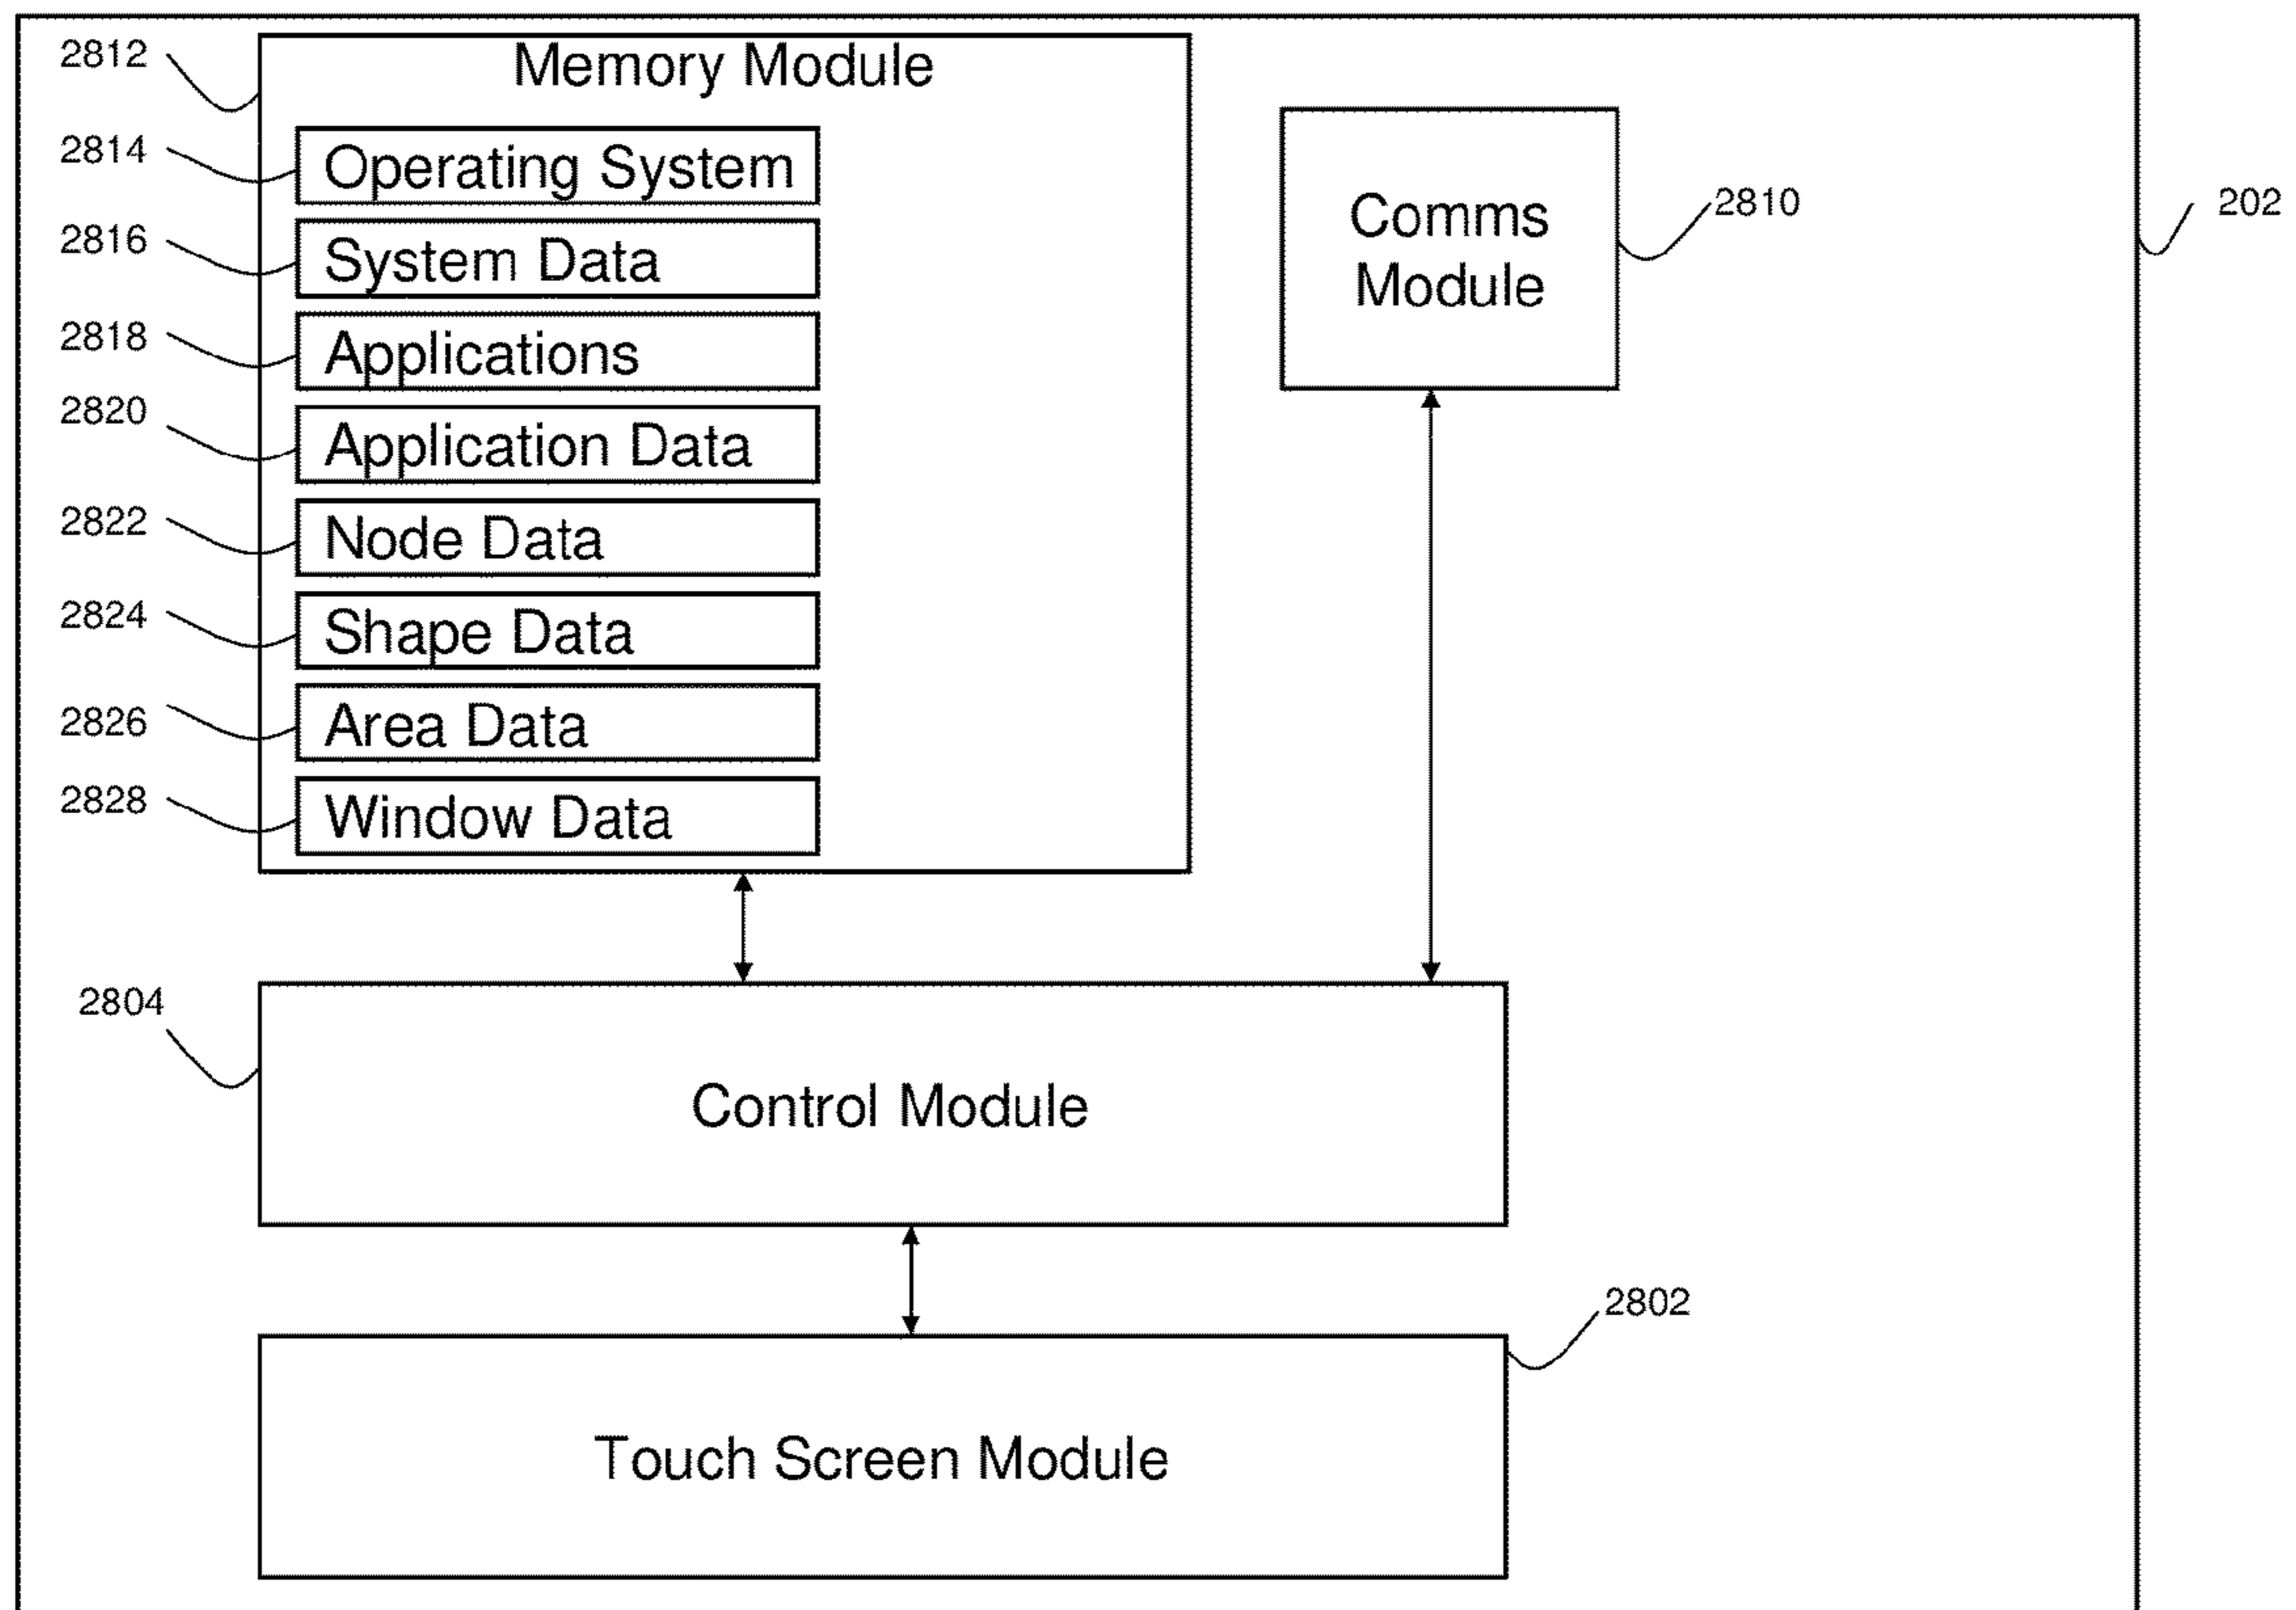 2812
Memory Module
2814
Operating System
2816
System Data
2818
Applications
2820
Application Data
2822
Node Data
2824
Shape Data
2826
Area Data
2828
Window Data
Comms
Module
2810
202
2804
Control Module
2802
Touch Screen Module